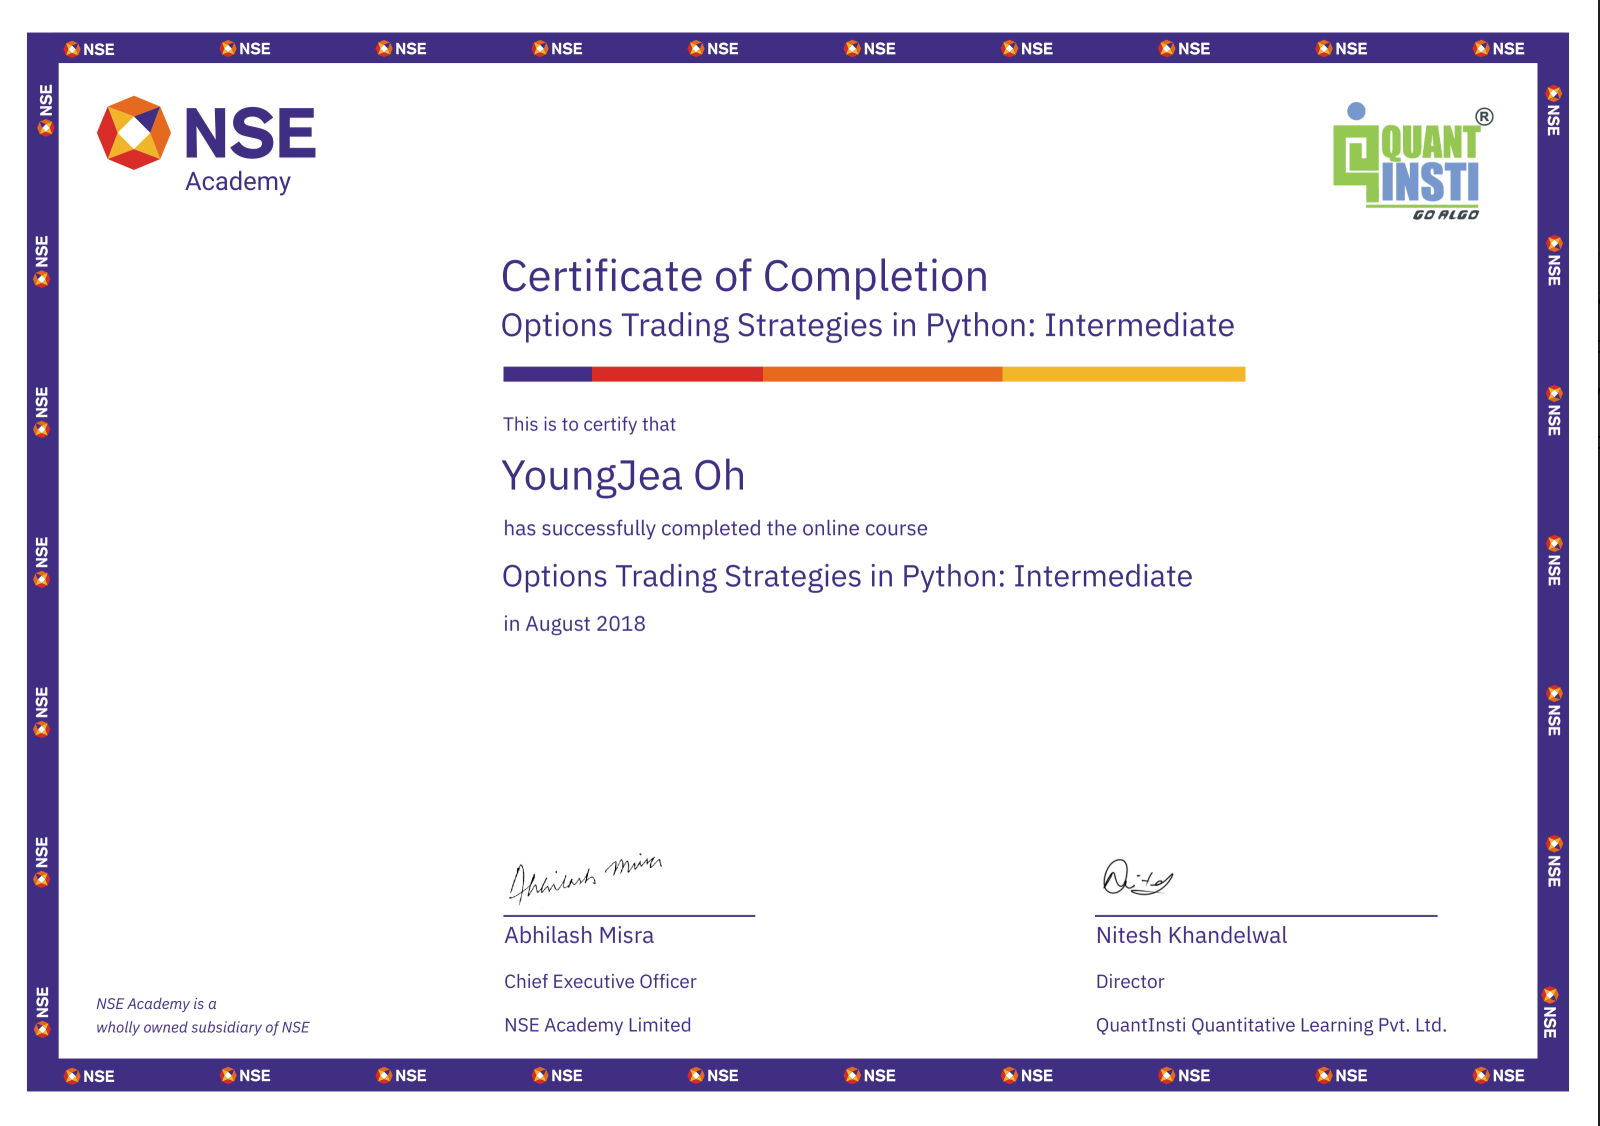 NSE NSE NSE NSE NSE NSE NSE NSE NSE NSE
NSE
NSE
NSE
NSE
NSE
NSE
NSE
NSE
Academy
QUANT
INSTI
®
GO ALGO
Certificate of Completion
Options Trading Strategies in Python: Intermediate
This is to certify that
YoungJea Oh
has successfully completed the online course
Options Trading Strategies in Python: Intermediate
in August 2018
Abhilash Misra
Abhilash Misra
Chief Executive Officer
NSE Academy Limited
Nitesh Khandelwal
Director
QuantInsti Quantitative Learning Pvt. Ltd.
NSE Academy is a
wholly owned subsidiary of NSE
NSE
NSE
NSE
NSE
NSE
NSE
NSE
NSE NSE NSE NSE NSE NSE NSE NSE NSE NSE